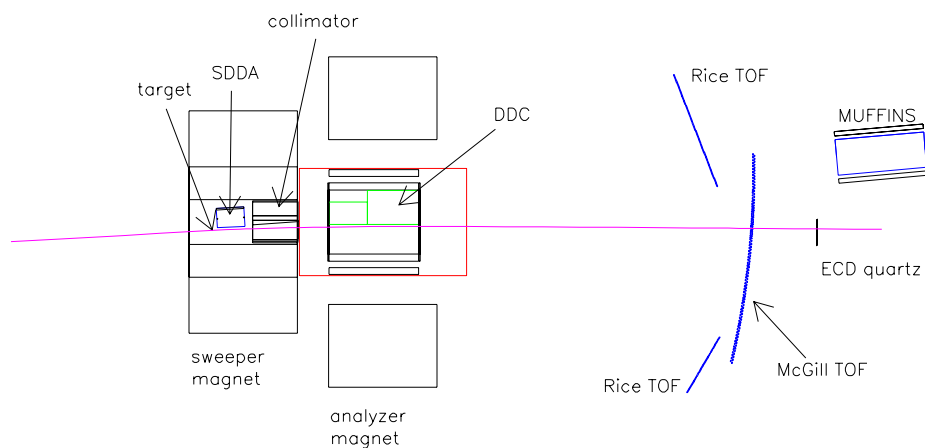 collimator
SDDA
target
Rice TOF
DDC
MUFFINS
ECD quartz
sweeper
magnet
McGill TOF
Rice TOF
analyzer
magnet